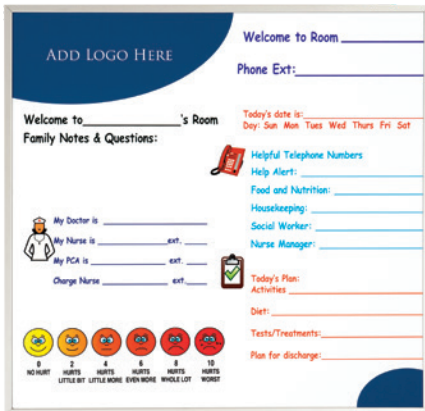 ADD LOGO HERE
Welcome to Room
Phone Ext:
Welcome to 's Room
Family Notes & Questions:
Today's date is:
Day: Sun Mon Tues Wed Thurs Fri Sat
Helpful Telephone Numbers
Help Alert:
Food and Nutrition:
Housekeeping:
Social Worker:
Nurse Manager:
My Doctor is
My Nurse is ext.
My PCA is ext.
Charge Nurse ext.
Today's Plan:
Activities
Diet:
Tests/Treatments:
Plan for discharge:
0 2 4 6 8 10
NO HURT HURTS HURTS HURTS HURTS HURTS
LITTLE BIT LITTLE MORE EVEN MORE WHOLE LOT WORST